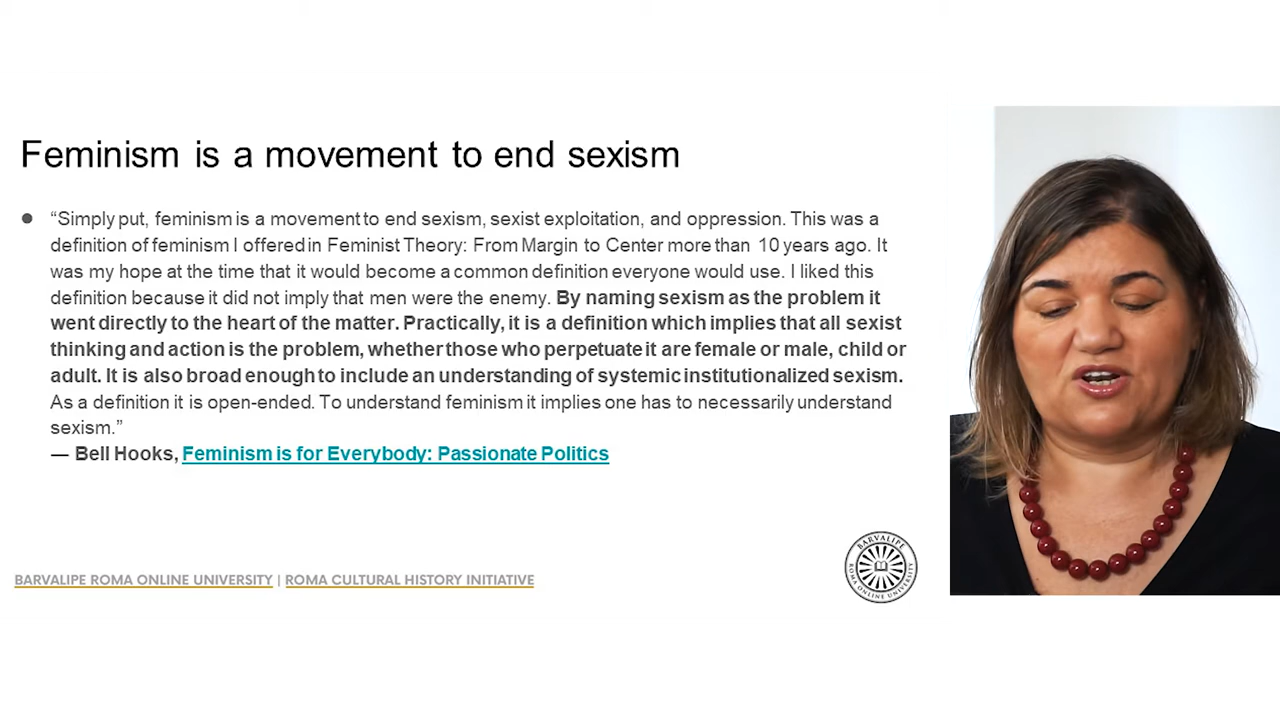 Feminism is a movement to end sexism
● “Simply put, feminism is a movement to end sexism, sexist exploitation, and oppression. This was a
definition of feminism I offered in Feminist Theory: From Margin to Center more than 10 years ago. It
was my hope at the time that it would become a common definition everyone would use. I liked this
definition because it did not imply that men were the enemy. By naming sexism as the problem it
went directly to the heart of the matter. Practically, it is a definition which implies that all sexist
thinking and action is the problem, whether those who perpetuate it are female or male, child or
adult. It is also broad enough to include an understanding of systemic institutionalized sexism.
As a definition it is open-ended. To understand feminism it implies one has to necessarily understand
sexism.”
— Bell Hooks, Feminism is for Everybody: Passionate Politics
BARVALIPE ROMA ONLINE UNIVERSITY | ROMA CULTURAL HISTORY INITIATIVE
BARVALIPE
ROMA ONLINE UNIVERSITY